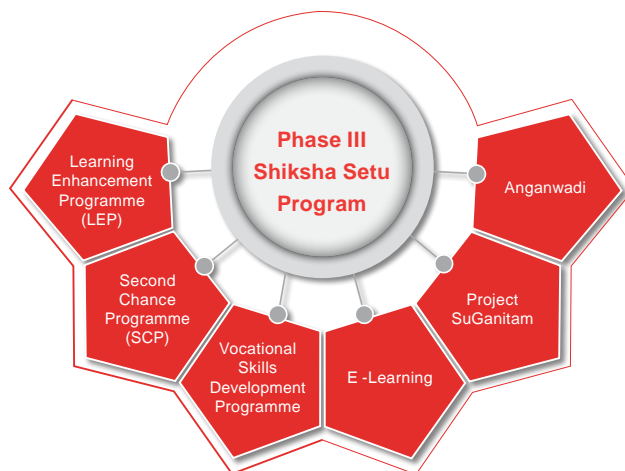 Phase III
Shiksha Setu
Program
Learning
Enhancement
Programme
(LEP)
Second
Chance
Programme
(SCP)
Vocational
Skills
Development
Programme
E -Learning
Project
SuGanitam
Anganwadi